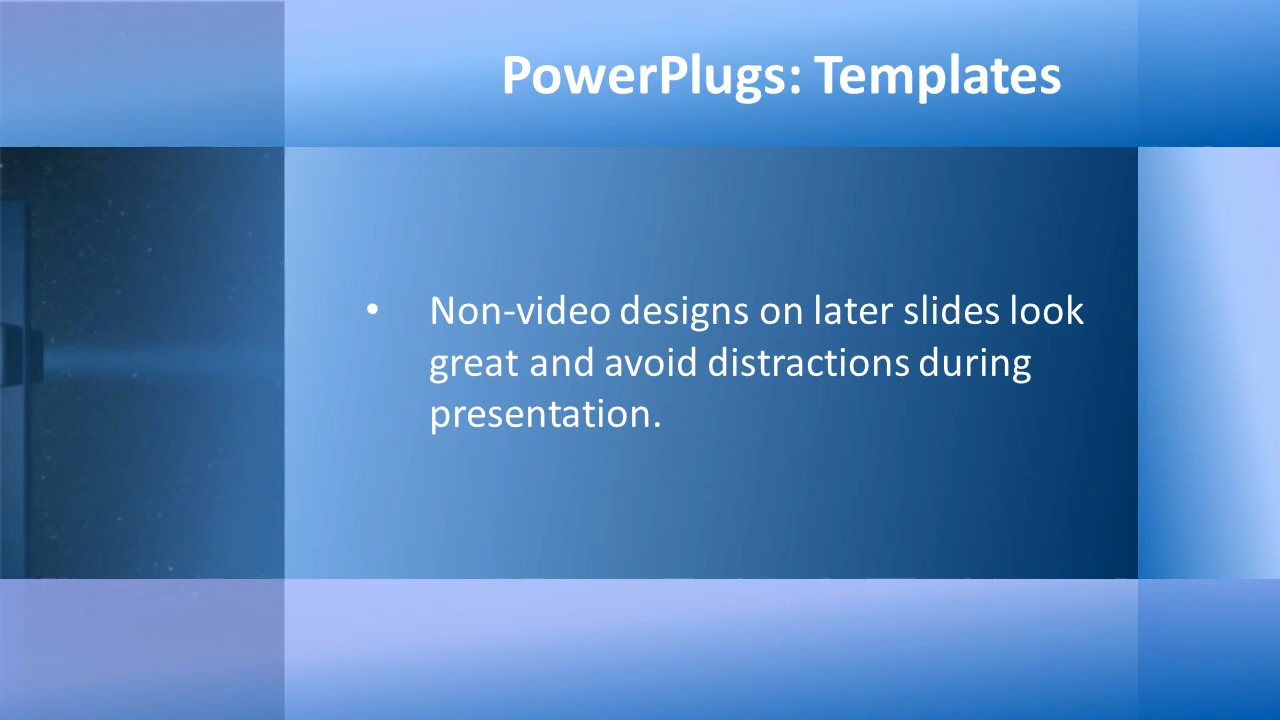 PowerPlugs: Templates
• Non-video designs on later slides look
great and avoid distractions during
presentation.